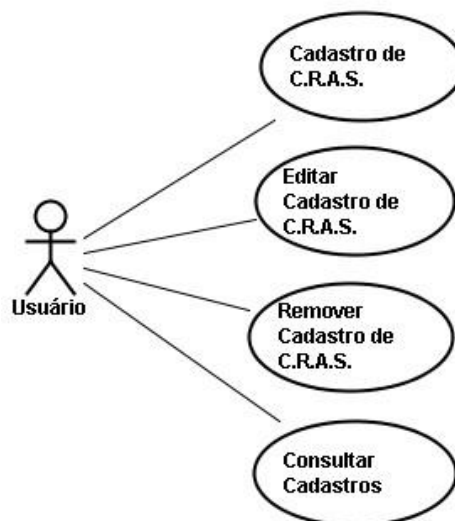 Cadastro de
C.R.A.S.
Editar
Cadastro de
C.R.A.S.
Usuário
Remover
Cadastro de
C.R.A.S.
Consultar
Cadastros